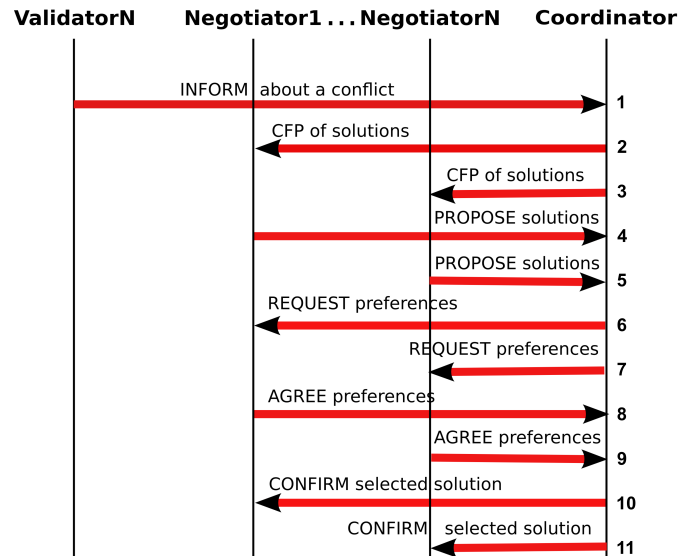 ValidatorN Negotiator1 ... NegotiatorN Coordinator
INFORM about a conflict 1
CFP of solutions 2
CFP of solutions 3
PROPOSE solutions 4
PROPOSE solutions 5
REQUEST preferences 6
REQUEST preferences 7
AGREE preferences 8
AGREE preferences 9
CONFIRM selected solution 10
CONFIRM selected solution 11